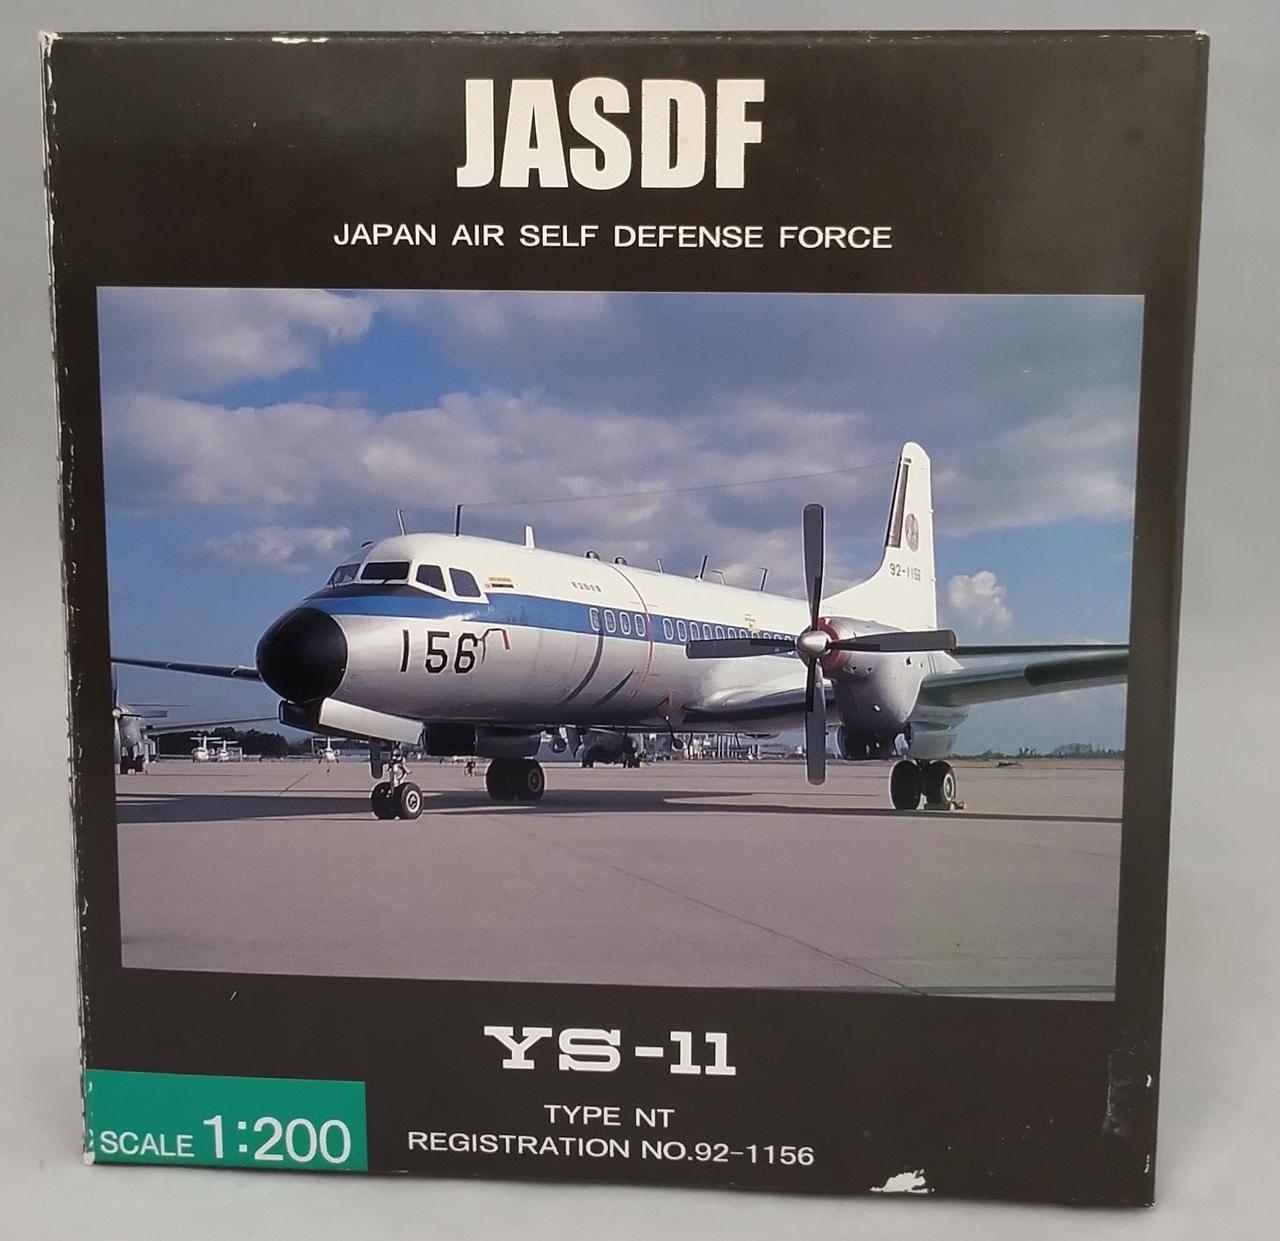 JASDF
JAPAN AIR SELF DEFENSE FORCE
92-1156
156
YS-11
TYPE NT
REGISTRATION NO.92-1156
SCALE 1:200